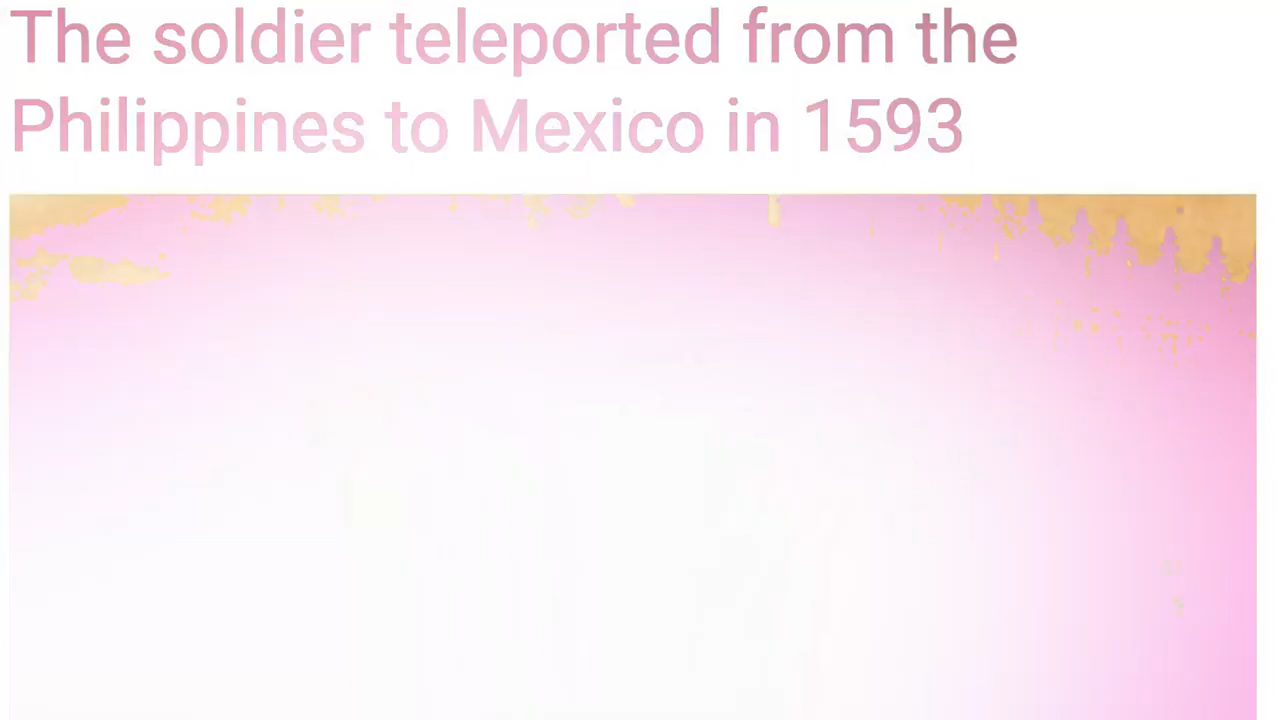 The soldier teleported from the
Philippines to Mexico in 1593